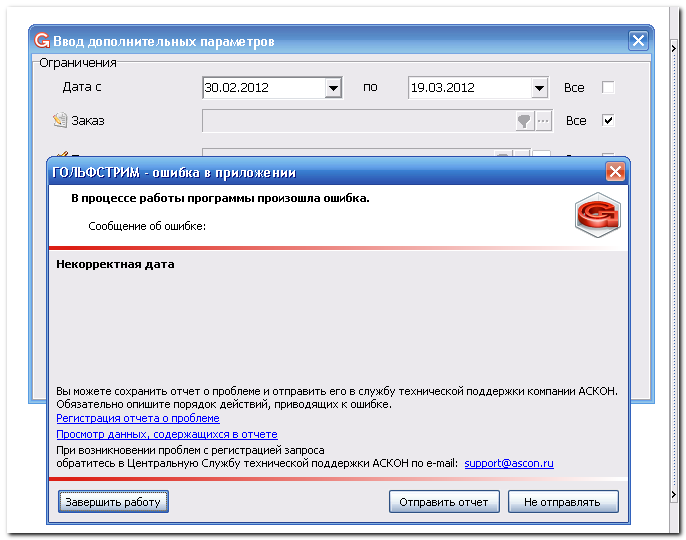 Ввод дополнительных параметров
Ограничения
Дата с 30.02.2012 по 19.03.2012 Все
Заказ Все
ГОЛЬФСТРИМ - ошибка в приложении
В процессе работы программы произошла ошибка.
Сообщение об ошибке:
Некорректная дата
Вы можете сохранить отчет о проблеме и отправить его в службу технической поддержки компании АСКОН.
Обязательно опишите порядок действий, приводящих к ошибке.
Регистрация отчета о проблеме
Просмотр данных, содержащихся в отчете
При возникновении проблем с регистрацией запроса
обратитесь в Центральную Службу технической поддержки АСКОН по e-mail: support@ascon.ru
Завершить работу Отправить отчет Не отправлять